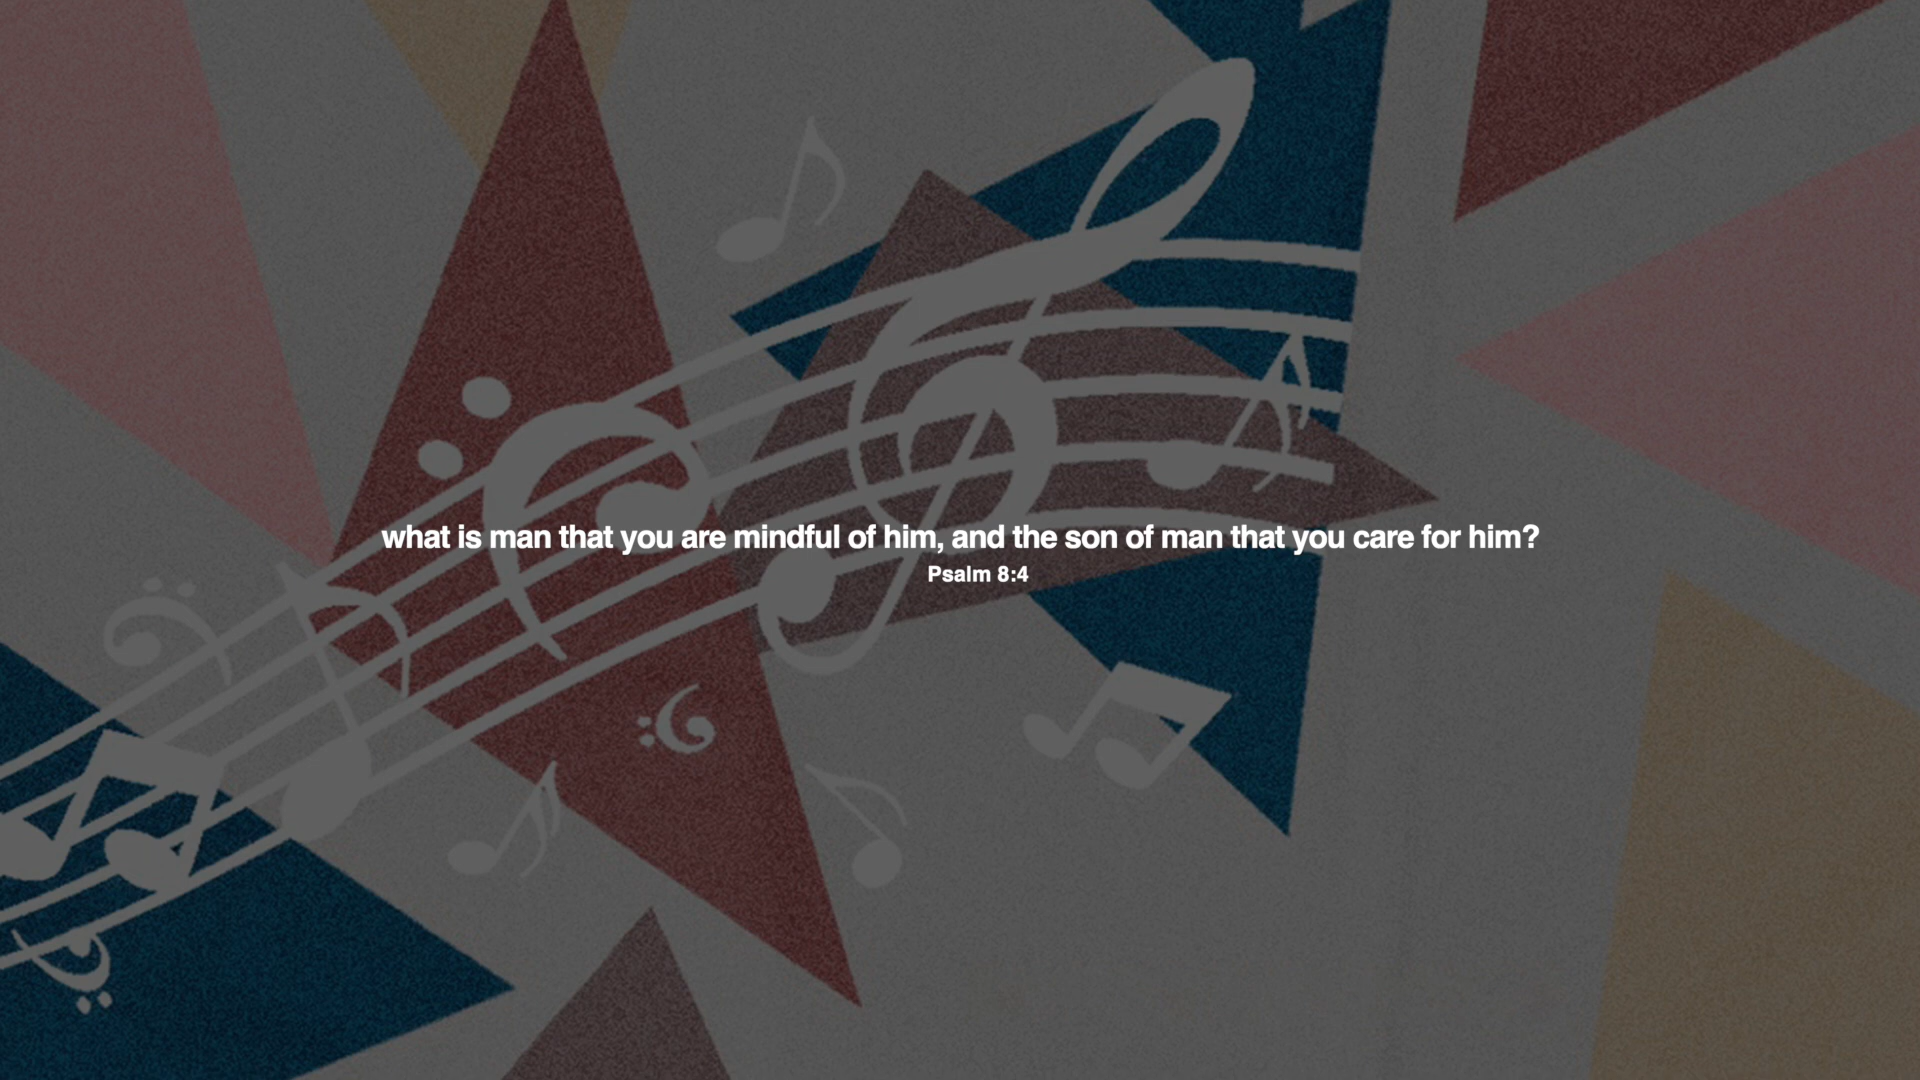 what is man that you are mindful of him, and the son of man that you care for him?
Psalm 8:4